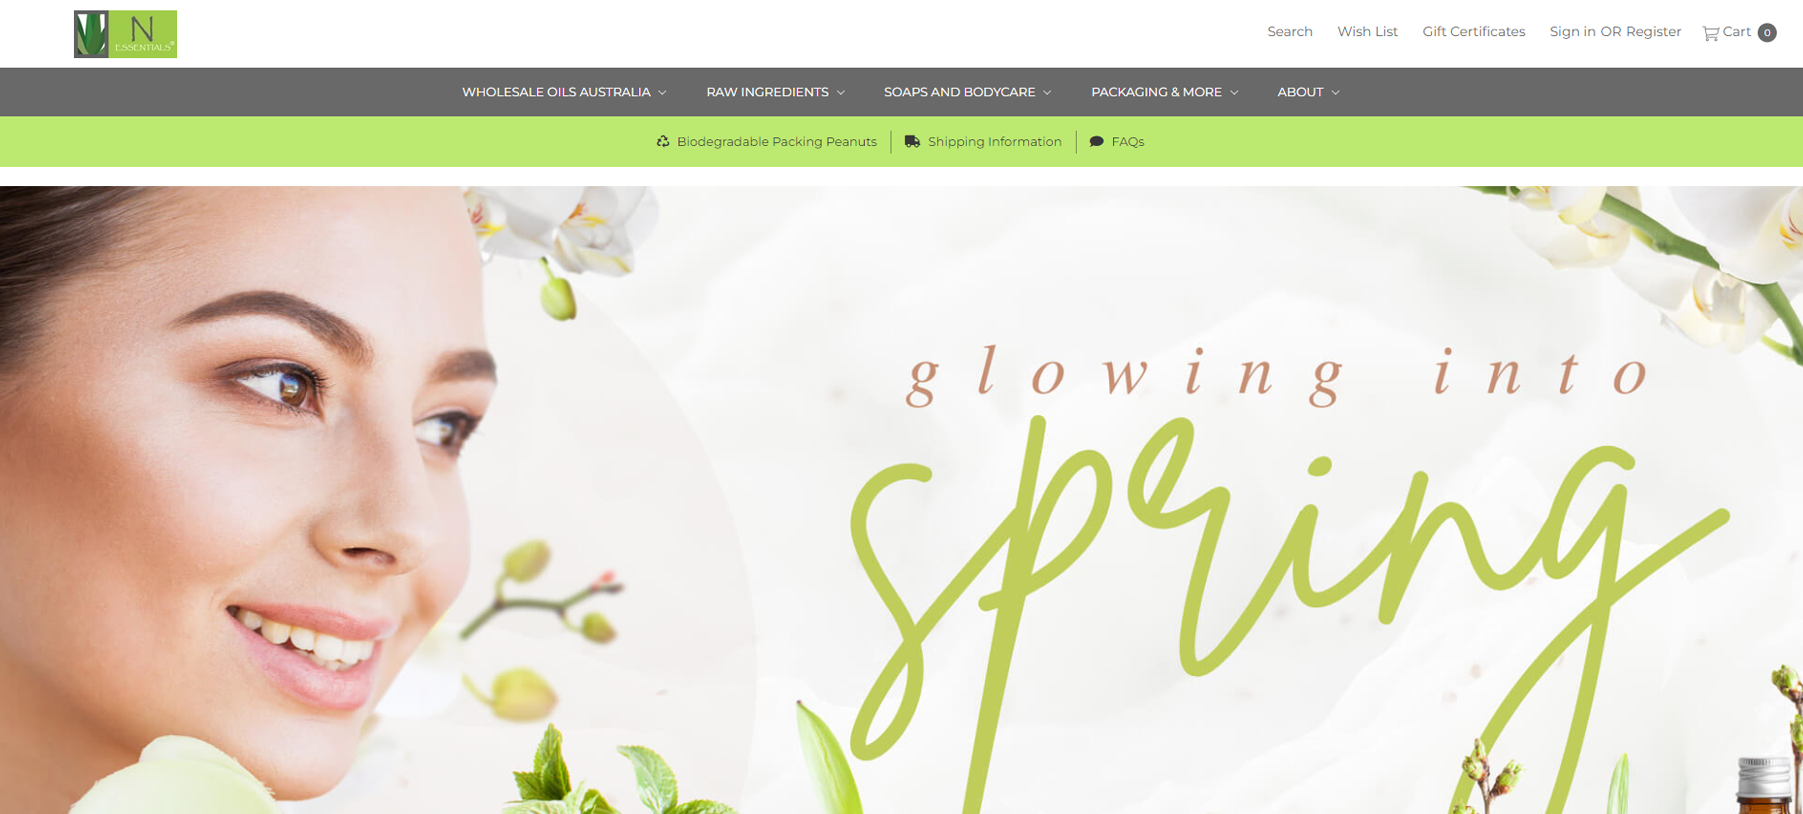 N
ESSENTIALS®
Search Wish List Gift Certificates Sign in OR Register Cart 0
WHOLESALE OILS AUSTRALIA RAW INGREDIENTS SOAPS AND BODYCARE PACKAGING & MORE ABOUT
Biodegradable Packing Peanuts Shipping Information FAQs
glowing into
spring